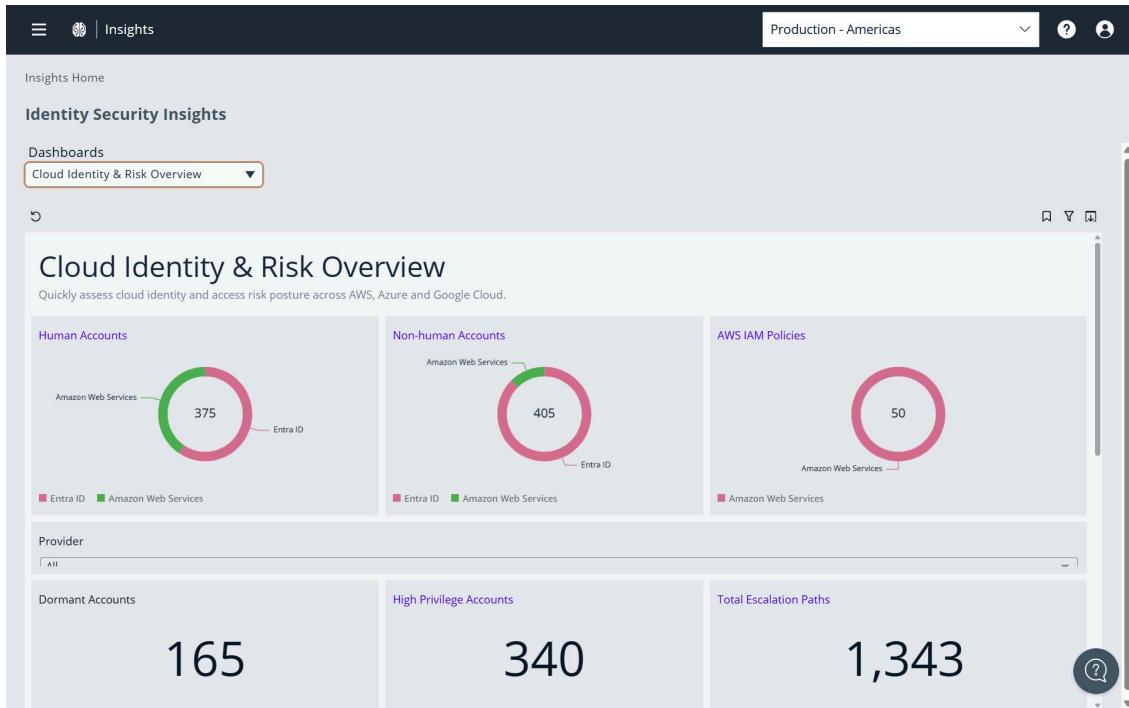 Insights
Production - Americas
Insights Home
Identity Security Insights
Dashboards
Cloud Identity & Risk Overview
Cloud Identity & Risk Overview
Quickly assess cloud identity and access risk posture across AWS, Azure and Google Cloud.
Human Accounts
Amazon Web Services
375
Entra ID
Entra ID Amazon Web Services
Non-human Accounts
Amazon Web Services
405
Entra ID
Entra ID Amazon Web Services
AWS IAM Policies
50
Amazon Web Services
Amazon Web Services
Provider
All
Dormant Accounts
165
High Privilege Accounts
340
Total Escalation Paths
1,343